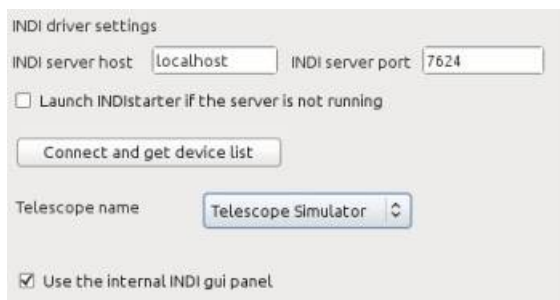 INDI driver settings
INDI server host localhost INDI server port 7624
Launch INDIstarter if the server is not running
Connect and get device list
Telescope name Telescope Simulator
Use the internal INDI gui panel